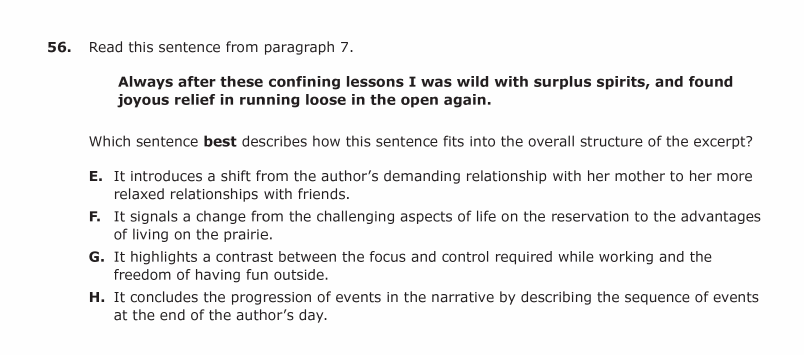 56. Read this sentence from paragraph 7.
Always after these confining lessons I was wild with surplus spirits, and found
joyous relief in running loose in the open again.
Which sentence best describes how this sentence fits into the overall structure of the excerpt?
E. It introduces a shift from the author’s demanding relationship with her mother to her more
relaxed relationships with friends.
F. It signals a change from the challenging aspects of life on the reservation to the advantages
of living on the prairie.
G. It highlights a contrast between the focus and control required while working and the
freedom of having fun outside.
H. It concludes the progression of events in the narrative by describing the sequence of events
at the end of the author’s day.